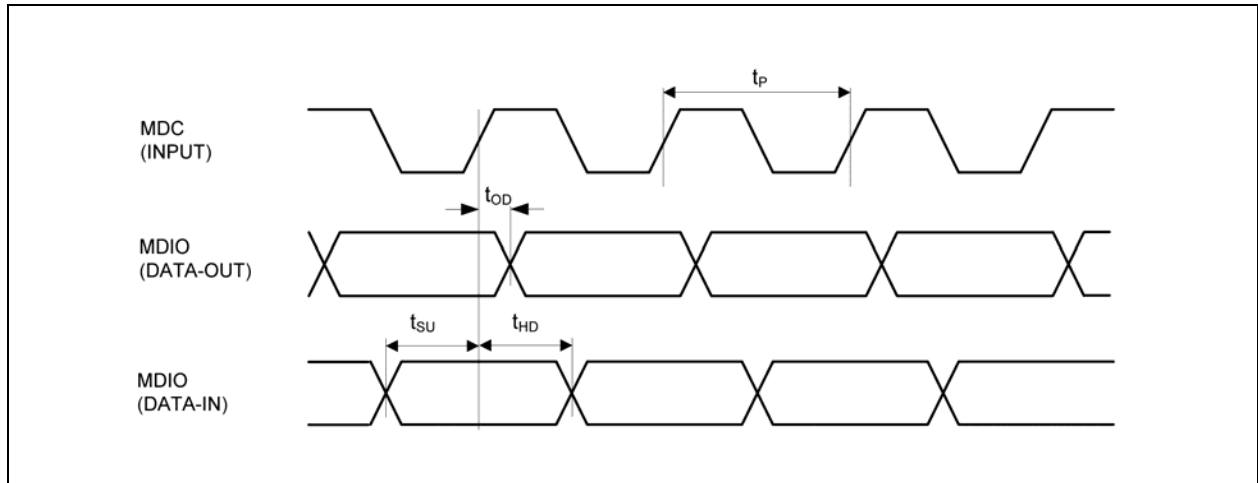 tP
MDC
(INPUT)
tOD
MDIO
(DATA-OUT)
tSU
tHD
MDIO
(DATA-IN)